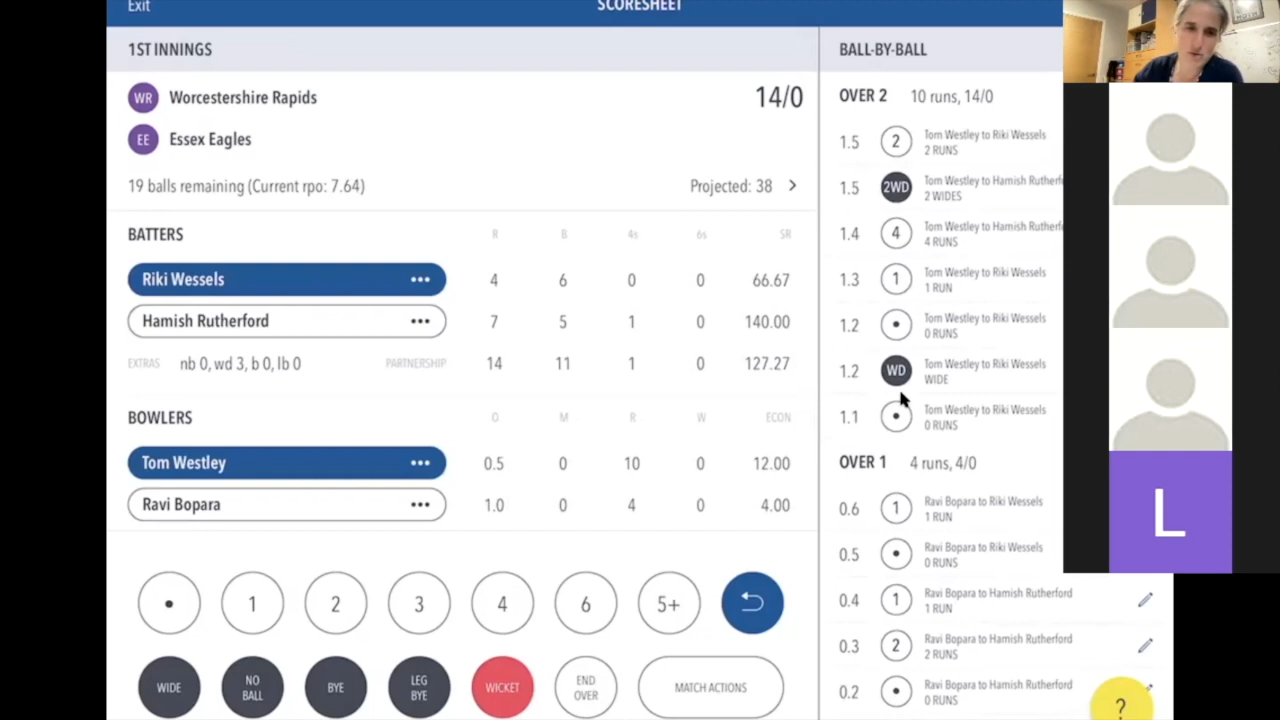 Exit
SCORESHEET
1ST INNINGS
WR Worcestershire Rapids 14/0
EE Essex Eagles
19 balls remaining (Current rpo: 7.64) Projected: 38
BATTERS R B 4s 6s SR
Riki Wessels ••• 4 6 0 0 66.67
Hamish Rutherford ••• 7 5 1 0 140.00
EXTRAS nb 0, wd 3, b 0, lb 0 PARTNERSHIP 14 11 1 0 127.27
BOWLERS O M R W ECON
Tom Westley ••• 0.5 0 10 0 12.00
Ravi Bopara ••• 1.0 0 4 0 4.00
• 1 2 3 4 6 5+
WIDE NO BALL BYE LEG BYE WICKET END OVER MATCH ACTIONS
BALL-BY-BALL
OVER 2 10 runs, 14/0
1.5 2 Tom Westley to Riki Wessels
2 RUNS
1.5 2WD Tom Westley to Hamish Rutherf
2 WIDES
1.4 4 Tom Westley to Hamish Rutherf
4 RUNS
1.3 1 Tom Westley to Riki Wessels
1 RUN
1.2 • Tom Westley to Riki Wessels
0 RUNS
1.2 WD Tom Westley to Riki Wessels
WIDE
1.1 • Tom Westley to Riki Wessels
0 RUNS
OVER 1 4 runs, 4/0
0.6 1 Ravi Bopara to Riki Wessels
1 RUN
0.5 • Ravi Bopara to Riki Wessels
0 RUNS
0.4 1 Ravi Bopara to Hamish Rutherford
1 RUN
0.3 2 Ravi Bopara to Hamish Rutherford
2 RUNS
0.2 • Ravi Bopara to Hamish Rutherford
0 RUNS
?
L